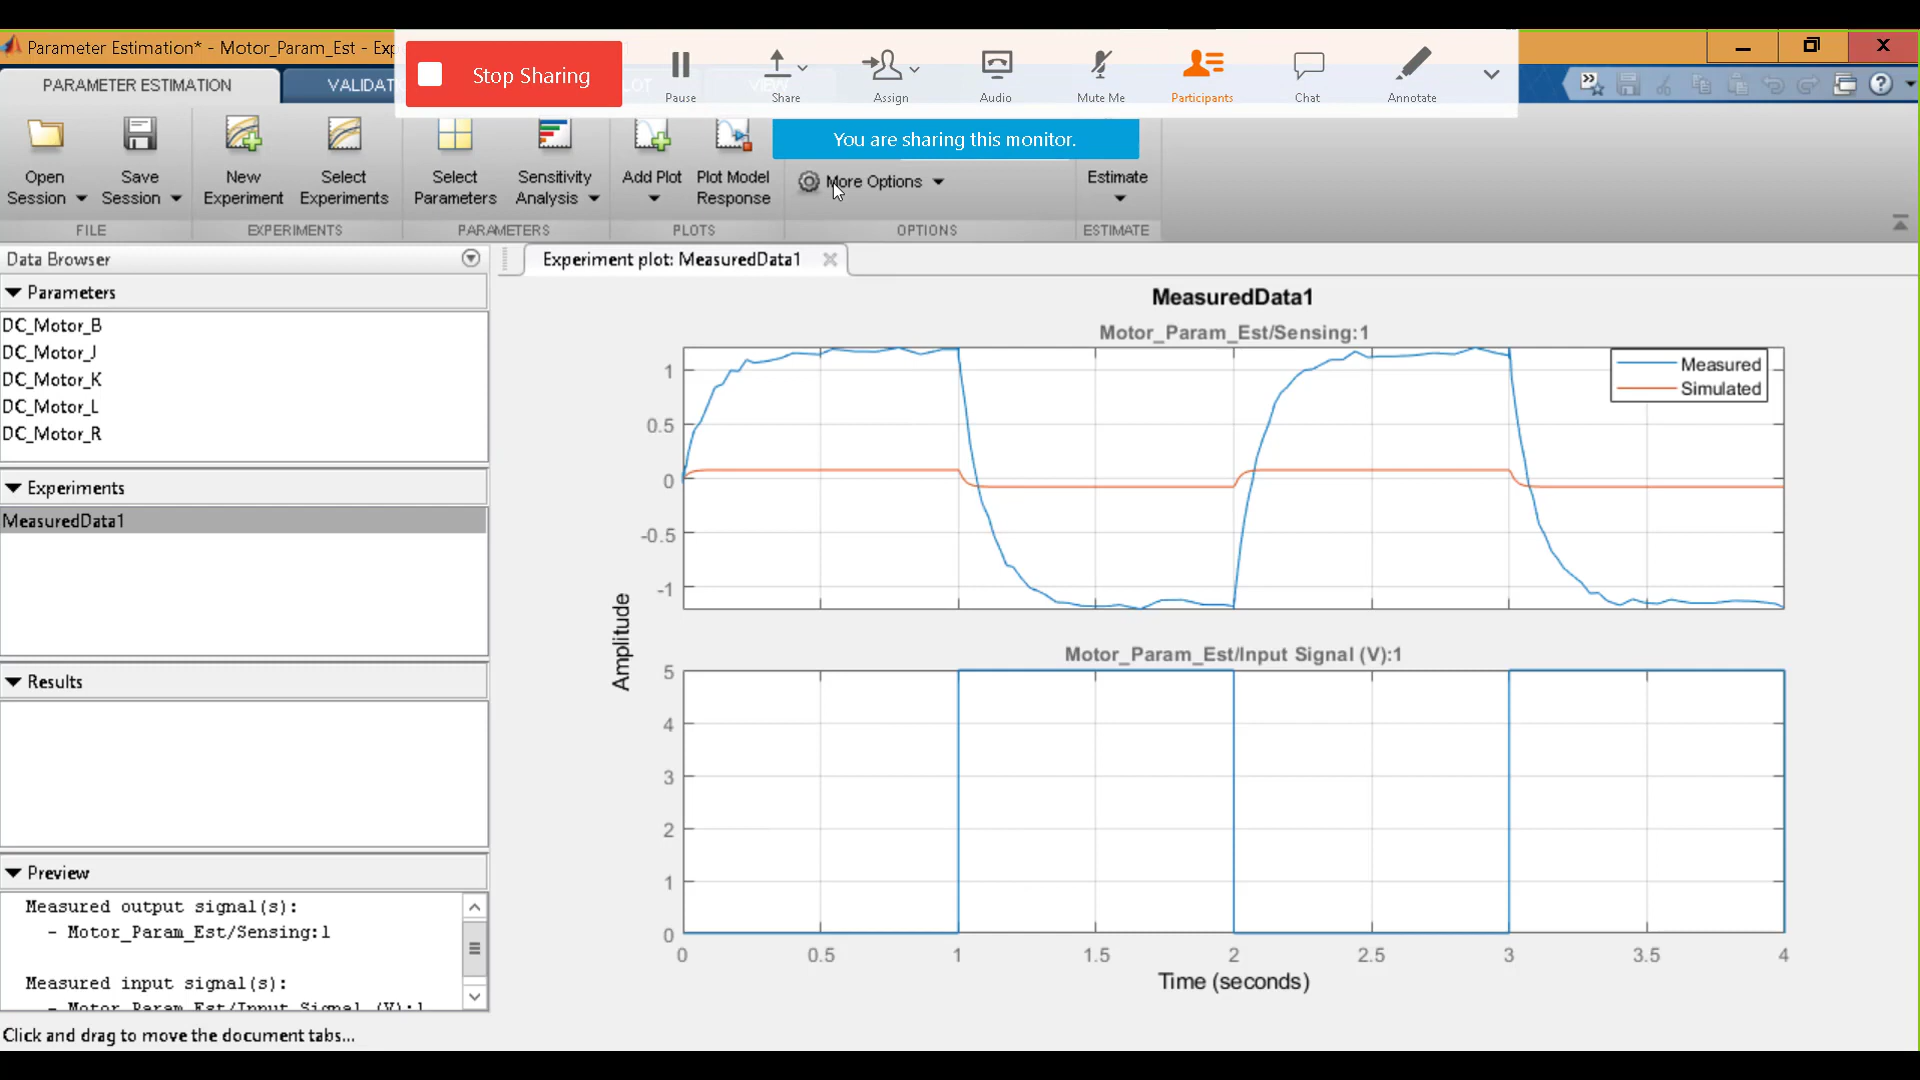 Parameter Estimation* - Motor_Param_Est - Exp
Stop Sharing
Pause
Share
Assign
Audio
Mute Me
Participants
Chat
Annotate
PARAMETER ESTIMATION
VALIDAT
You are sharing this monitor.
Open Session
Save Session
New Experiment
Select Experiments
Select Parameters
Sensitivity Analysis
Add Plot
Plot Model Response
More Options
Estimate
FILE
EXPERIMENTS
PARAMETERS
PLOTS
OPTIONS
ESTIMATE
Data Browser
Parameters
DC_Motor_B
DC_Motor_J
DC_Motor_K
DC_Motor_L
DC_Motor_R
Experiments
MeasuredData1
Results
Preview
Measured output signal(s):
- Motor_Param_Est/Sensing:1
Measured input signal(s):
- Motor_Param_Est/Input Signal (V):1
Click and drag to move the document tabs...
Experiment plot: MeasuredData1
MeasuredData1
Motor_Param_Est/Sensing:1
Measured
Simulated
1
0.5
0
-0.5
-1
Amplitude
Motor_Param_Est/Input Signal (V):1
5
4
3
2
1
0
0 0.5 1 1.5 2 2.5 3 3.5 4
Time (seconds)